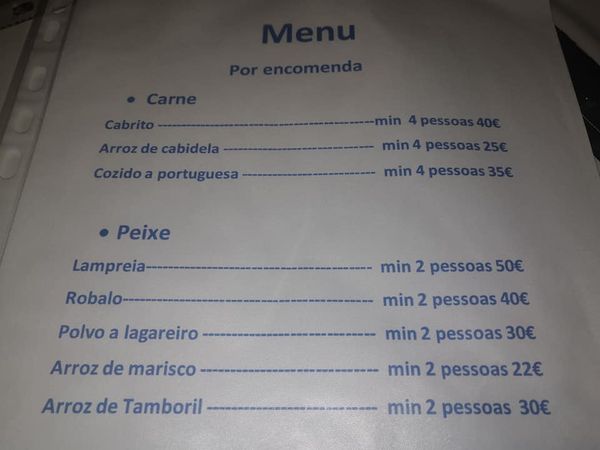 Menu
Por encomenda
• Carne
Cabrito ---------------------------------------------min 4 pessoas 40€
Arroz de cabidela ------------------------------ min 4 pessoas 25€
Cozido a portuguesa --------------------------- min 4 pessoas 35€
• Peixe
Lampreia----------------------------------------- min 2 pessoas 50€
Robalo--------------------------------------------- min 2 pessoas 40€
Polvo a lagareiro ------------------------------- min 2 pessoas 30€
Arroz de marisco -------------------------------- min 2 pessoas 22€
Arroz de Tamboril ------------------------------ min 2 pessoas 30€